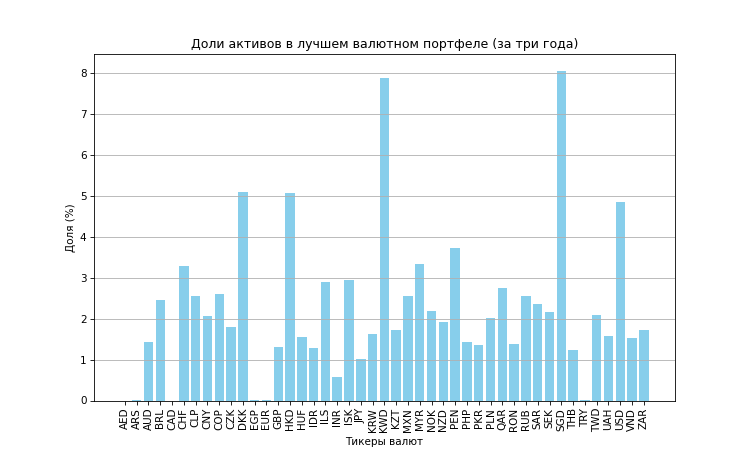 Доли активов в лучшем валютном портфеле (за три года)
Доля (%)
8
7
6
5
4
3
2
1
0
AED
ARS
AUD
BRL
CAD
CHF
CLP
CNY
COP
CZK
DKK
EGP
EUR
GBP
HKD
HUF
IDR
ILS
INR
ISK
JPY
KRW
KWD
KZT
MXN
MYR
NOK
NZD
PEN
PHP
PKR
PLN
QAR
RON
RUB
SAR
SEK
SGD
THB
TRY
TWD
UAH
USD
VND
ZAR
Тикеры валют